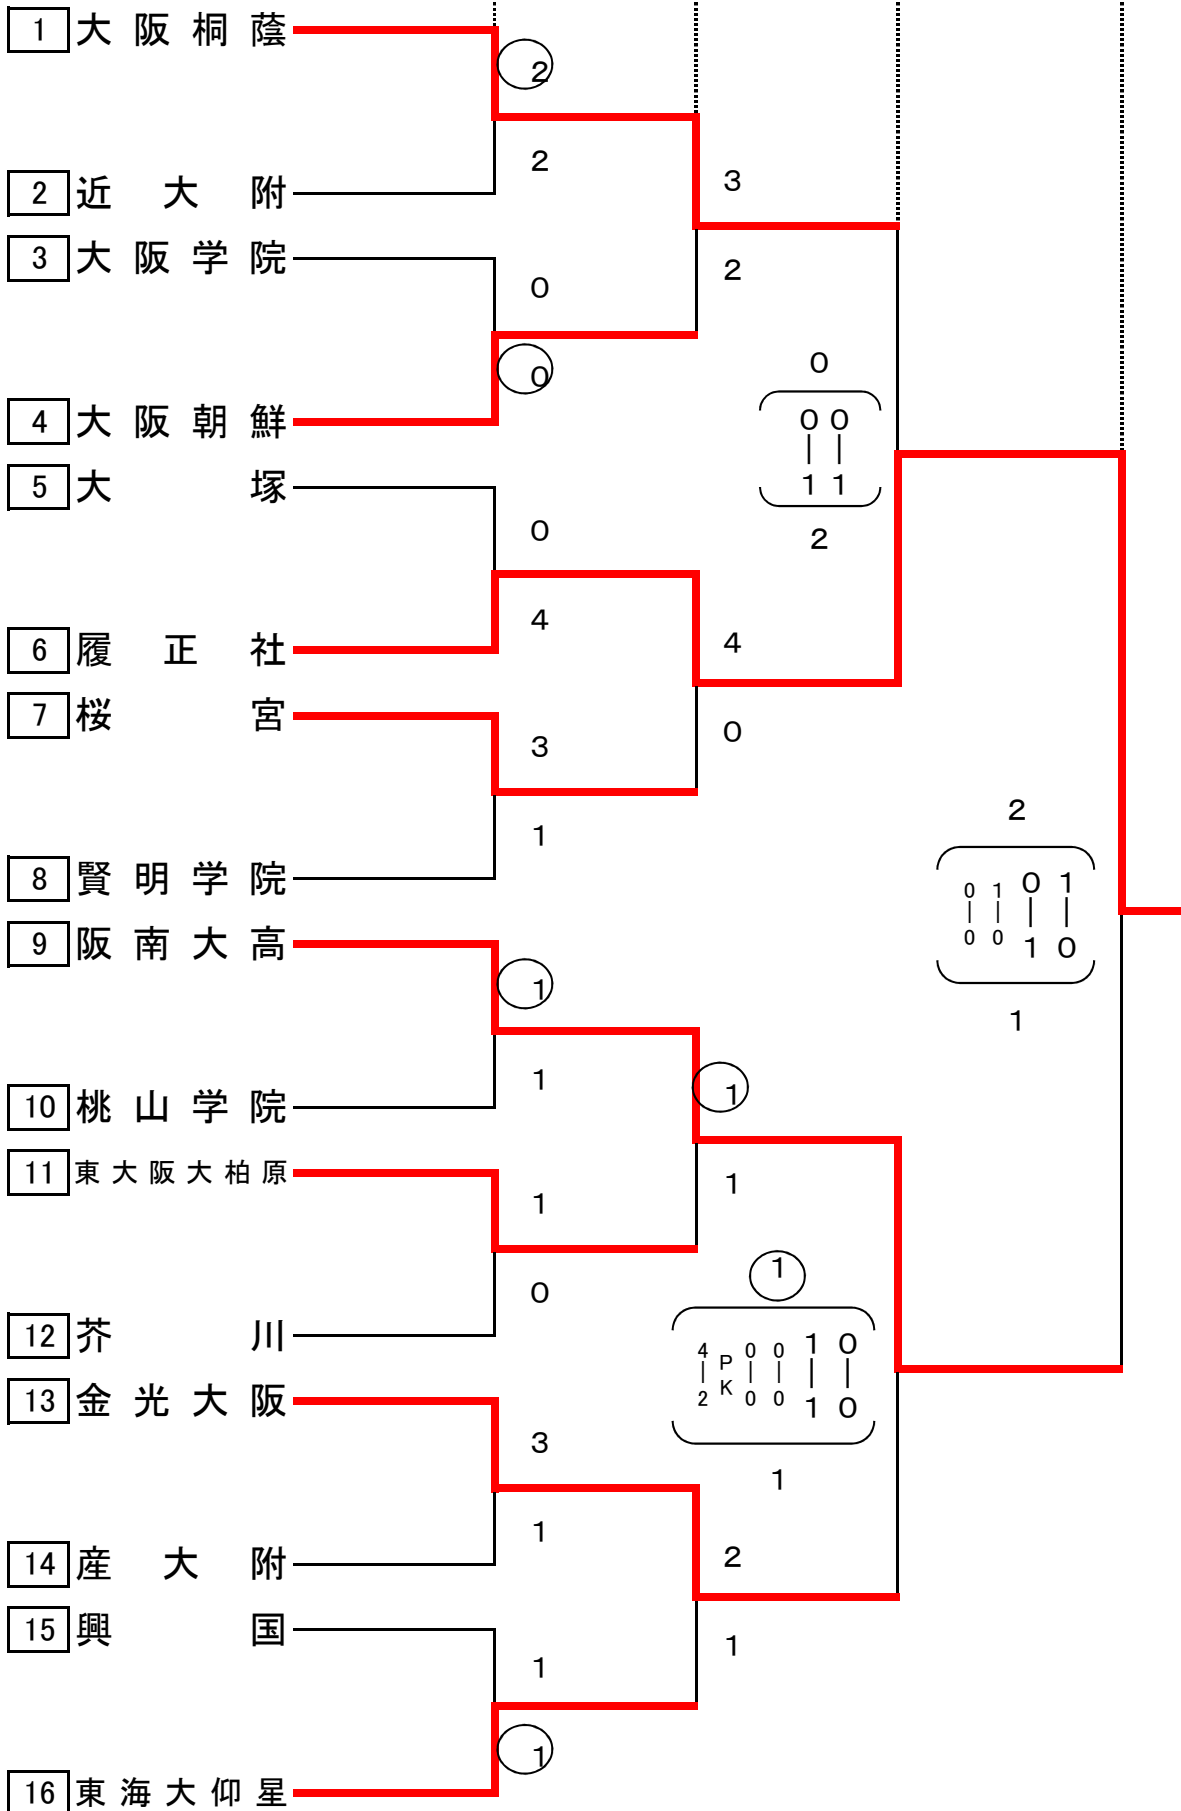 1 大阪桐蔭
2
2
2 近大附
3
3 大阪学院
2
0
0
4 大阪朝鮮
0
0 0
1 1
2
5 大塚
0
4
6 履正社
4
7 桜宮
0
3
1
8 賢明学院
2
0 1 0 1
0 0 1 0
1
9 阪南大高
1
1
10 桃山学院
1
11 東大阪大柏原
1
1
0
12 芥川
1
4 PK 0 0 1 0
2 0 0 1 0
1
13 金光大阪
3
1
14 産大附
2
15 興国
1
1
1
16 東海大仰星